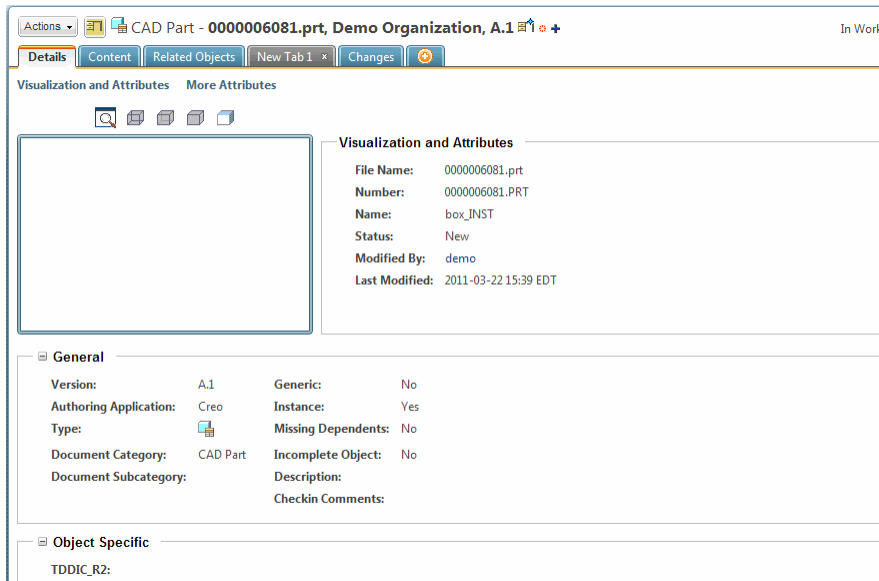 Actions CAD Part - 0000006081.prt, Demo Organization, A.1
In Work
Details Content Related Objects New Tab 1 x Changes
Visualization and Attributes More Attributes
Visualization and Attributes
File Name: 0000006081.prt
Number: 0000006081.PRT
Name: box_INST
Status: New
Modified By: demo
Last Modified: 2011-03-22 15:39 EDT
General
Version: A.1 Generic: No
Authoring Application: Creo Instance: Yes
Type: Missing Dependents: No
Document Category: CAD Part Incomplete Object: No
Document Subcategory: Description:
Checkin Comments:
Object Specific
TDDIC_R2: